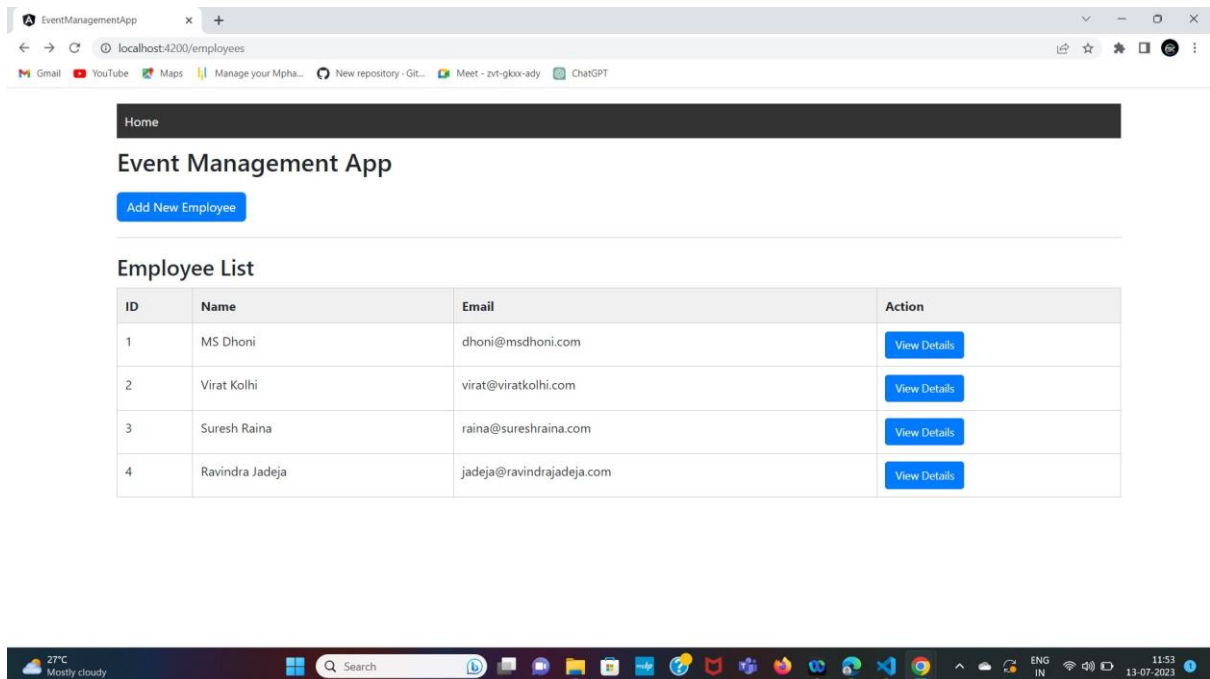 EventManagementApp
localhost:4200/employees
Gmail YouTube Maps Manage your Mpha... New repository · Git... Meet - zvt-gkxx-ady ChatGPT
Home
Event Management App
Add New Employee
Employee List
ID Name Email Action
1 MS Dhoni dhoni@msdhoni.com View Details
2 Virat Kolhi virat@viratkolhi.com View Details
3 Suresh Raina raina@sureshraina.com View Details
4 Ravindra Jadeja jadeja@ravindrajadeja.com View Details
27°C
Mostly cloudy
Search
ENG
IN
11:53
13-07-2023
1